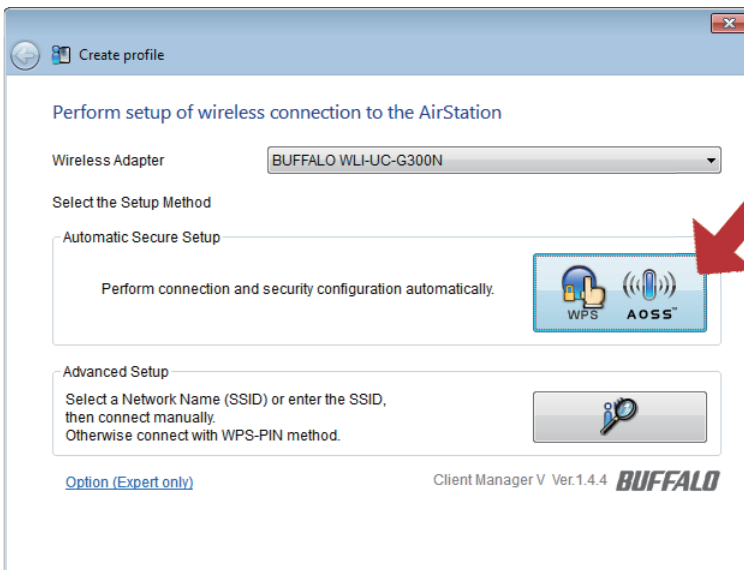 Create profile
Perform setup of wireless connection to the AirStation
Wireless Adapter
BUFFALO WLI-UC-G300N
Select the Setup Method
Automatic Secure Setup
Perform connection and security configuration automatically.
WPS
AOSS™
Advanced Setup
Select a Network Name (SSID) or enter the SSID,
then connect manually.
Otherwise connect with WPS-PIN method.
Option (Expert only)
Client Manager V Ver.1.4.4 BUFFALO